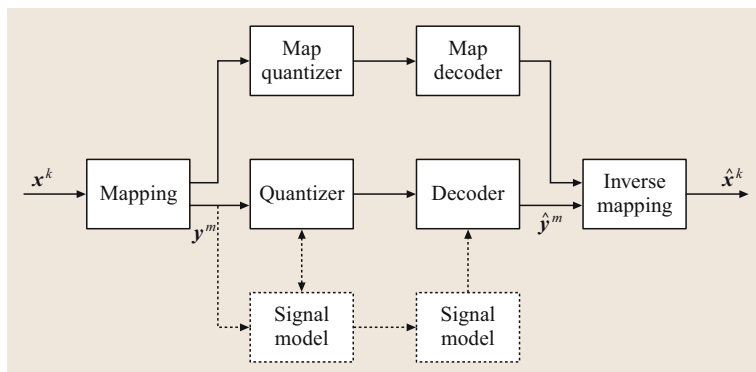 Map
quantizer
Map
decoder
x^k
Mapping
Quantizer
Decoder
Inverse
mapping
x̂^k
y^m
ŷ^m
Signal
model
Signal
model